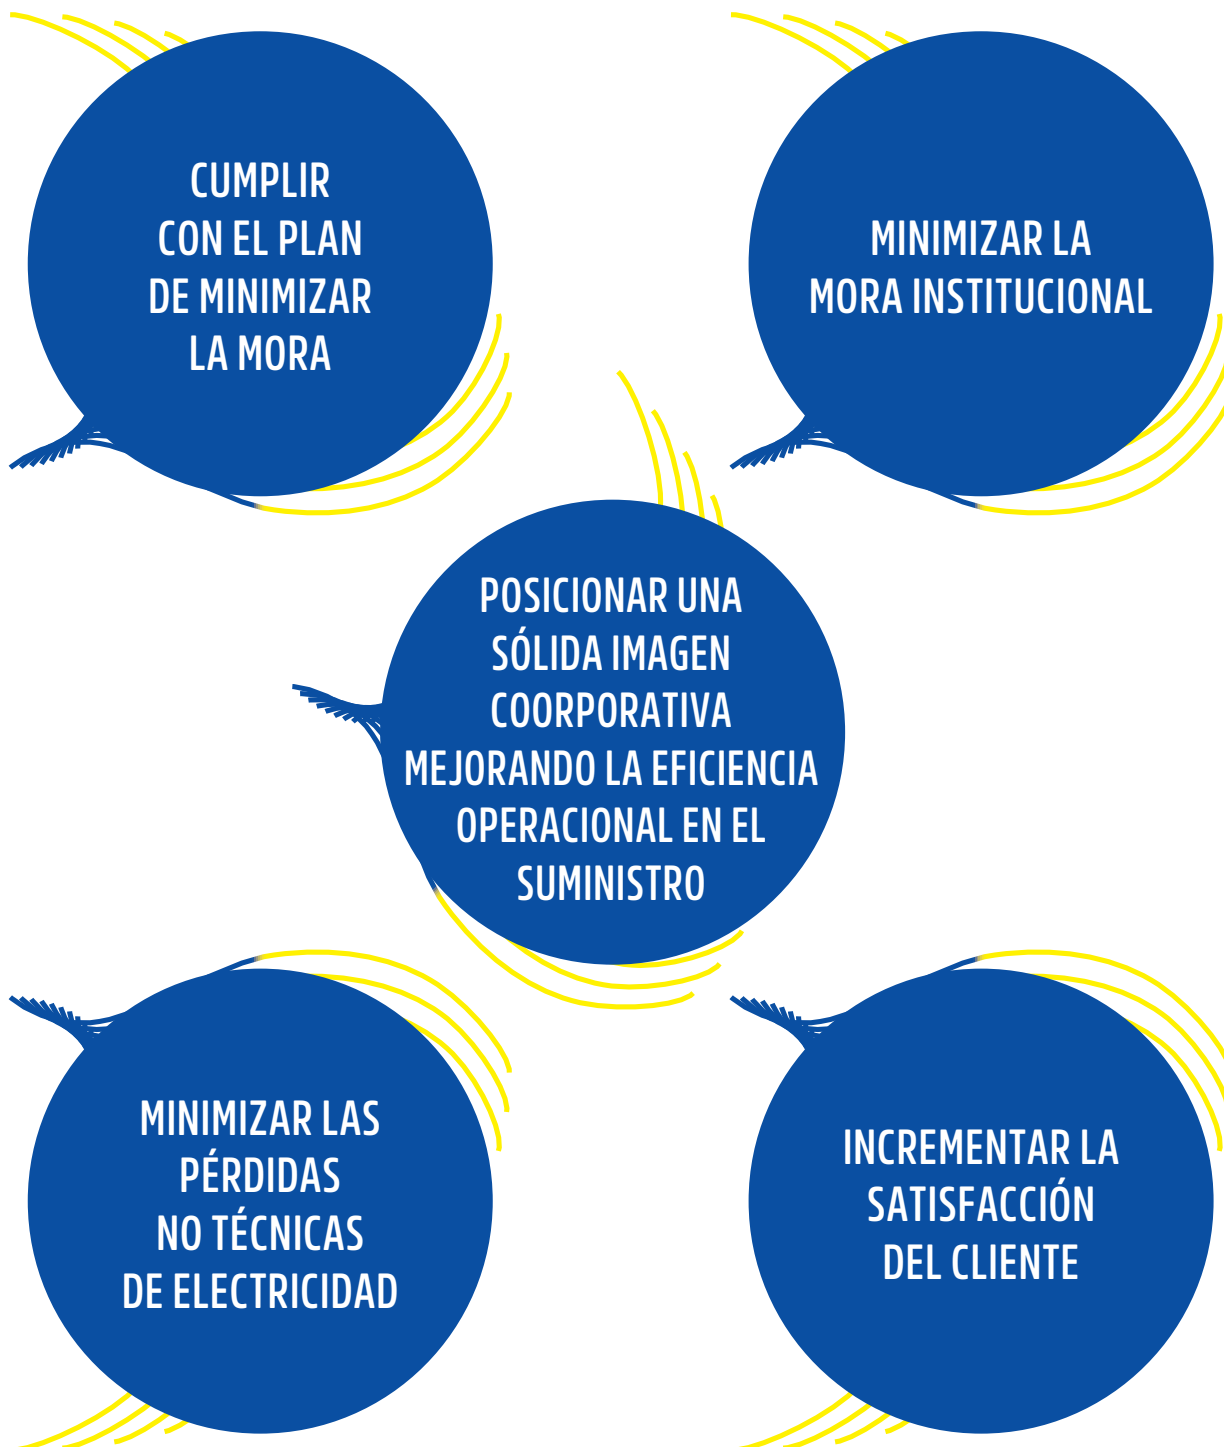 CUMPLIR
CON EL PLAN
DE MINIMIZAR
LA MORA
MINIMIZAR LA
MORA INSTITUCIONAL
POSICIONAR UNA
SÓLIDA IMAGEN
COORPORATIVA
MEJORANDO LA EFICIENCIA
OPERACIONAL EN EL
SUMINISTRO
MINIMIZAR LAS
PÉRDIDAS
NO TÉCNICAS
DE ELECTRICIDAD
INCREMENTAR LA
SATISFACCIÓN
DEL CLIENTE